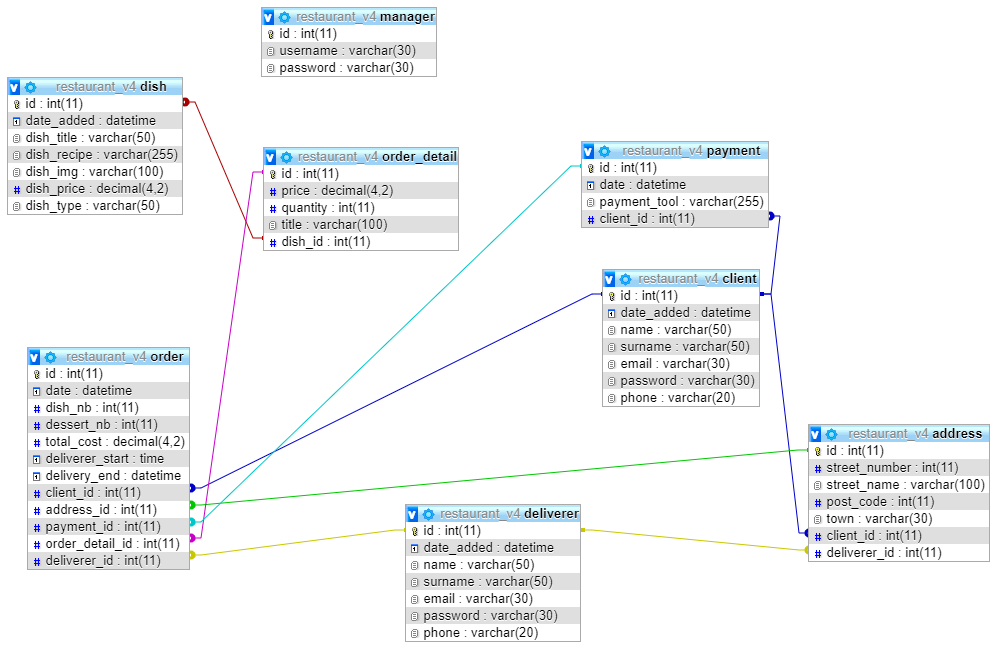 restaurant_v4 manager
id : int(11)
username : varchar(30)
password : varchar(30)
restaurant_v4 dish
id : int(11)
date_added : datetime
dish_title : varchar(50)
dish_recipe : varchar(255)
dish_img : varchar(100)
# dish_price : decimal(4,2)
dish_type : varchar(50)
restaurant_v4 order_detail
id : int(11)
# price : decimal(4,2)
# quantity : int(11)
title : varchar(100)
# dish_id : int(11)
restaurant_v4 payment
id : int(11)
date : datetime
payment_tool : varchar(255)
# client_id : int(11)
restaurant_v4 client
id : int(11)
date_added : datetime
name : varchar(50)
surname : varchar(50)
email : varchar(30)
password : varchar(30)
phone : varchar(20)
restaurant_v4 order
id : int(11)
date : datetime
# dish_nb : int(11)
# dessert_nb : int(11)
# total_cost : decimal(4,2)
deliverer_start : time
delivery_end : datetime
# client_id : int(11)
# address_id : int(11)
# payment_id : int(11)
# order_detail_id : int(11)
# deliverer_id : int(11)
restaurant_v4 address
id : int(11)
# street_number : int(11)
street_name : varchar(100)
# post_code : int(11)
town : varchar(30)
# client_id : int(11)
# deliverer_id : int(11)
restaurant_v4 deliverer
id : int(11)
date_added : datetime
name : varchar(50)
surname : varchar(50)
email : varchar(30)
password : varchar(30)
phone : varchar(20)